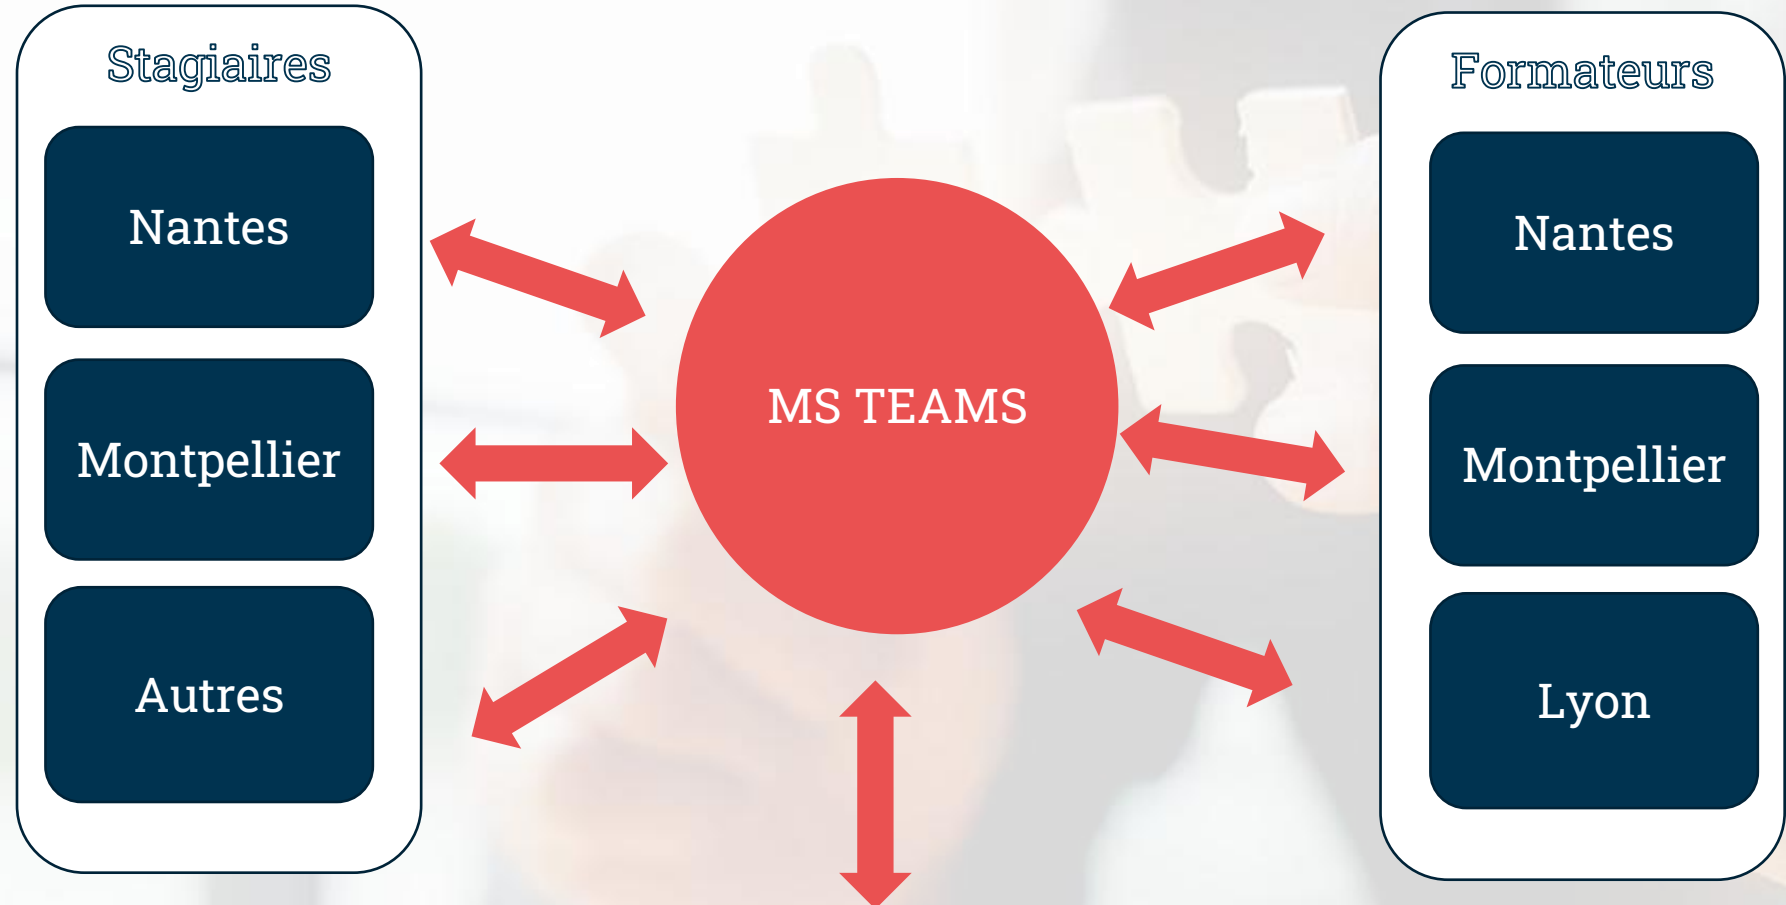 Stagiaires
Nantes
Montpellier
Autres
MS TEAMS
Formateurs
Nantes
Montpellier
Lyon